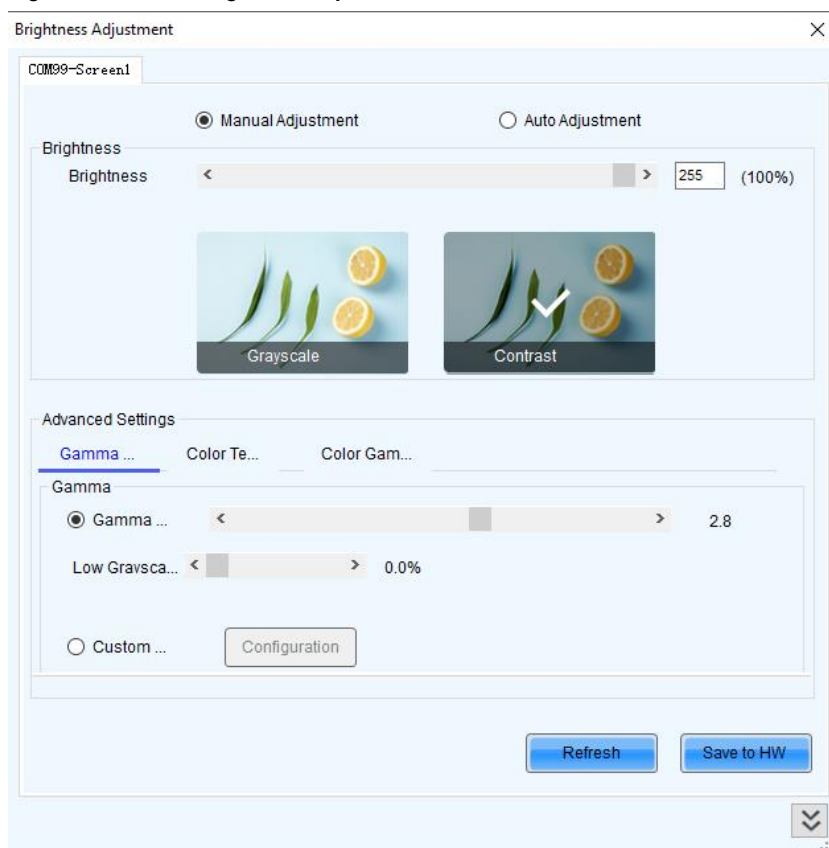 Brightness Adjustment
COM99-Screen1
Manual Adjustment Auto Adjustment
Brightness
Brightness 255 (100%)
Grayscale Contrast
Advanced Settings
Gamma ... Color Te... Color Gam...
Gamma
Gamma ... 2.8
Low Graysca... 0.0%
Custom ... Configuration
Refresh Save to HW